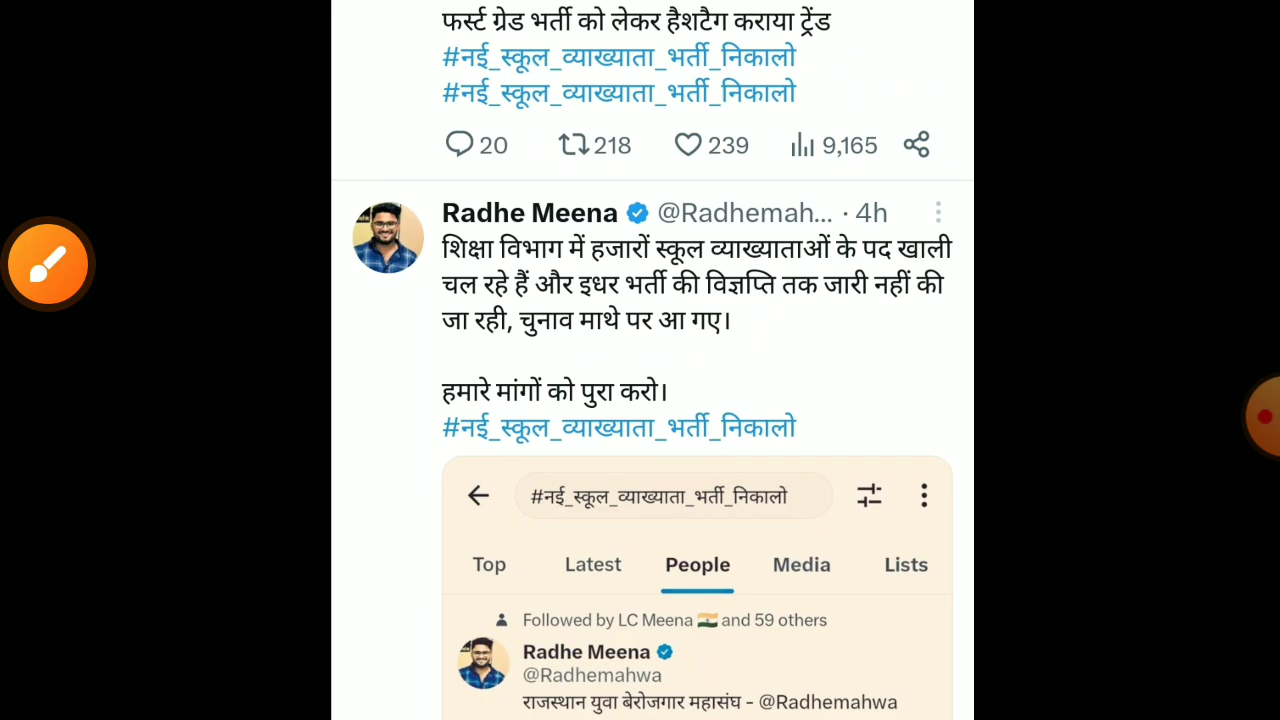 फर्स्ट ग्रेड भर्ती को लेकर हैशटैग कराया ट्रेंड
#नई_स्कूल_व्याख्याता_भर्ती_निकालो
#नई_स्कूल_व्याख्याता_भर्ती_निकालो
20 218 239 9,165
Radhe Meena @Radhemah... · 4h
शिक्षा विभाग में हजारों स्कूल व्याख्याताओं के पद खाली
चल रहे हैं और इधर भर्ती की विज्ञप्ति तक जारी नहीं की
जा रही, चुनाव माथे पर आ गए।
हमारे मांगों को पुरा करो।
#नई_स्कूल_व्याख्याता_भर्ती_निकालो
#नई_स्कूल_व्याख्याता_भर्ती_निकालो
Top Latest People Media Lists
Followed by LC Meena 🇮🇳 and 59 others
Radhe Meena
@Radhemahwa
राजस्थान युवा बेरोजगार महासंघ - @Radhemahwa